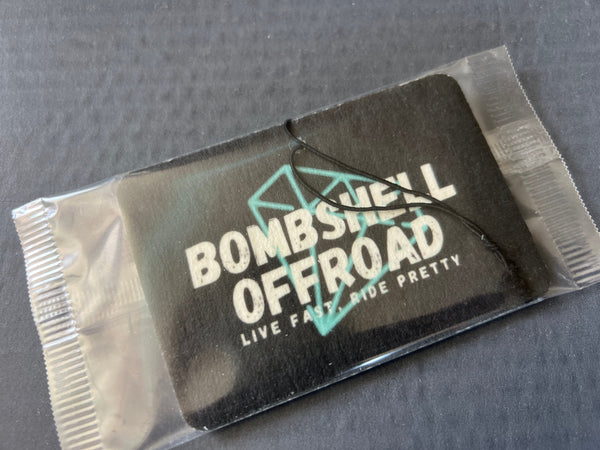 BOMBSHELL
OFFROAD
LIVE FAST, RIDE PRETTY